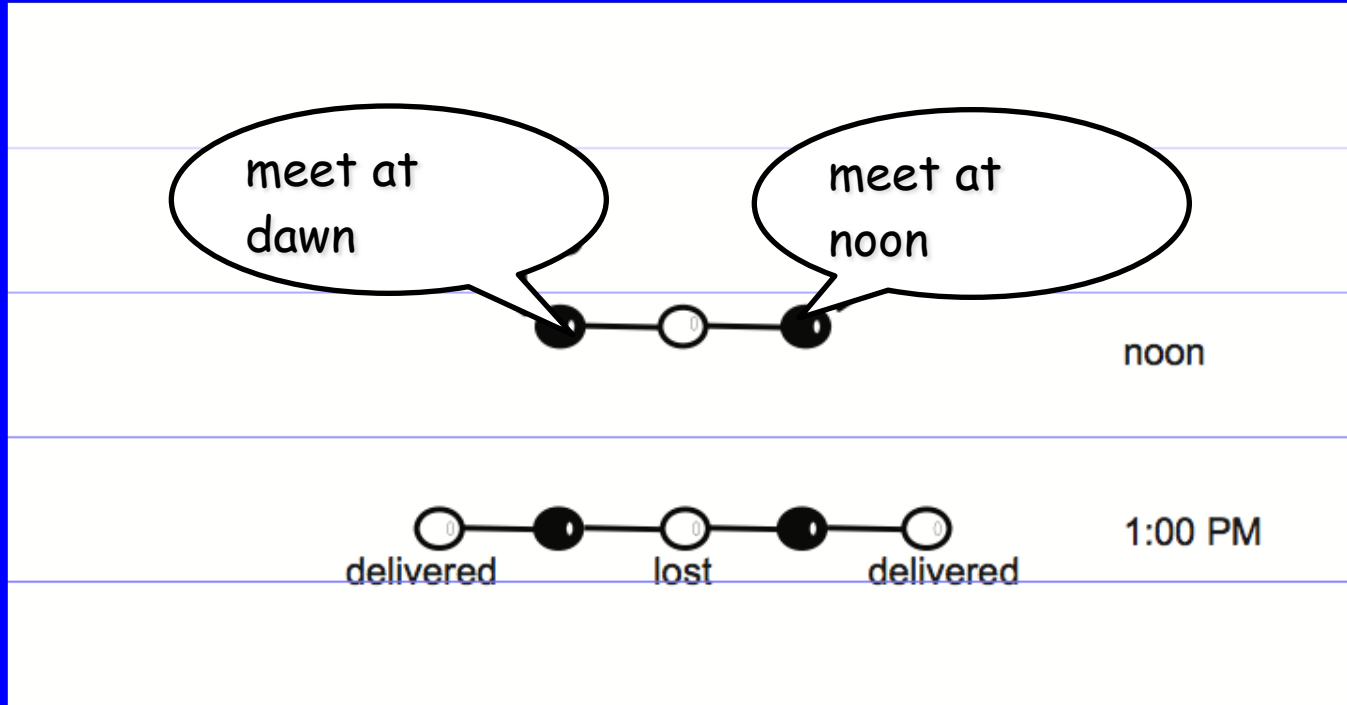 meet at
dawn
meet at
noon
noon
1:00 PM
delivered
lost
delivered